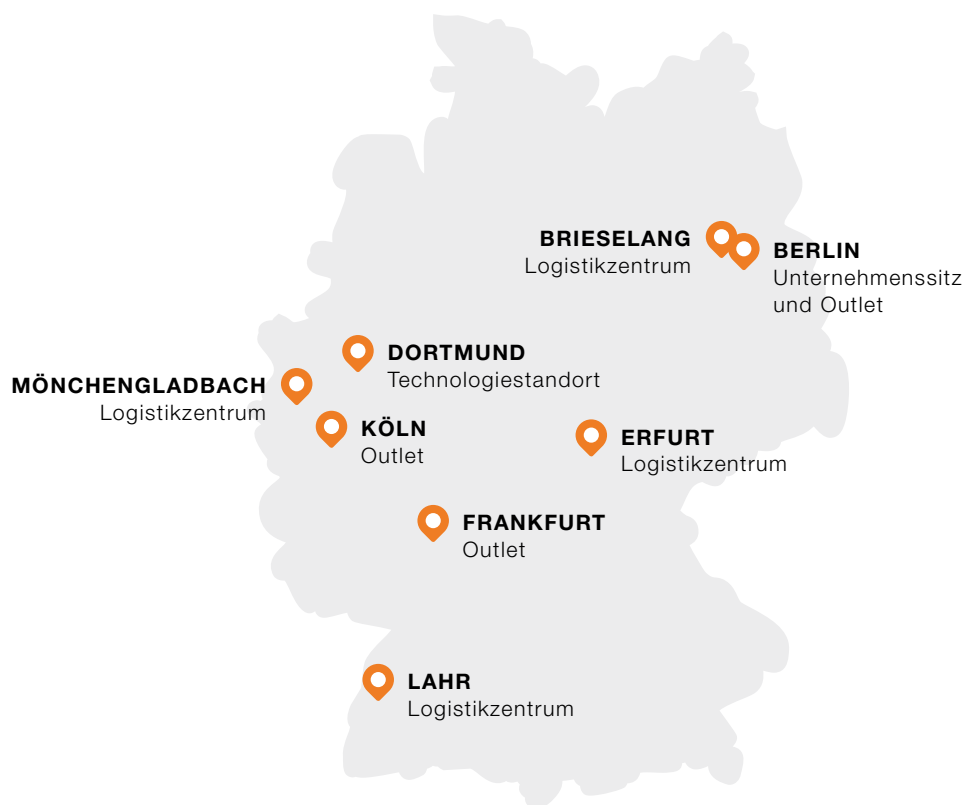 BRIESELANG
Logistikzentrum
BERLIN
Unternehmenssitz
und Outlet
DORTMUND
Technologiestandort
MÖNCHENGLADBACH
Logistikzentrum
KÖLN
Outlet
ERFURT
Logistikzentrum
FRANKFURT
Outlet
LAHR
Logistikzentrum